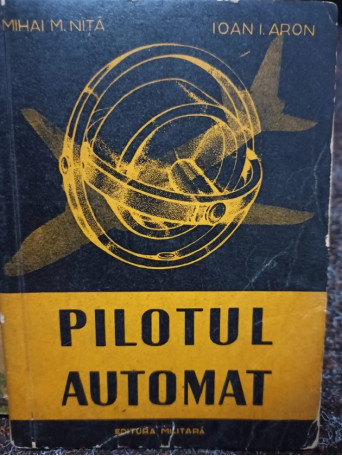 MIHAI M. NIȚĂ IOAN I. ARON
PILOTUL
AUTOMAT
EDITURA MILITARĂ